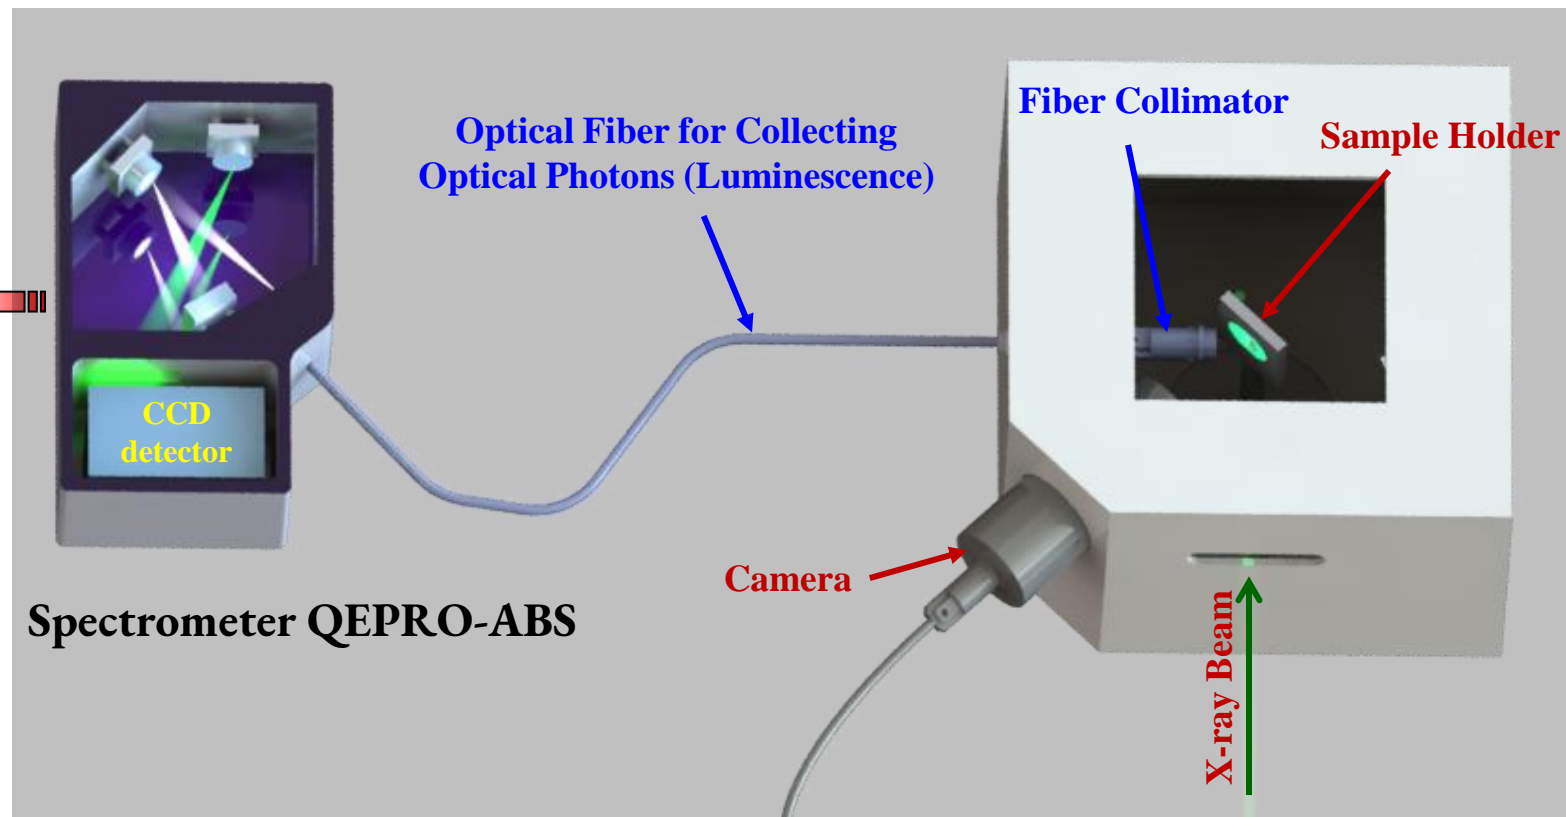 Fiber Collimator
Optical Fiber for Collecting
Optical Photons (Luminescence)
Sample Holder
CCD
detector
Camera
Spectrometer QEPRO-ABS
X-ray Beam